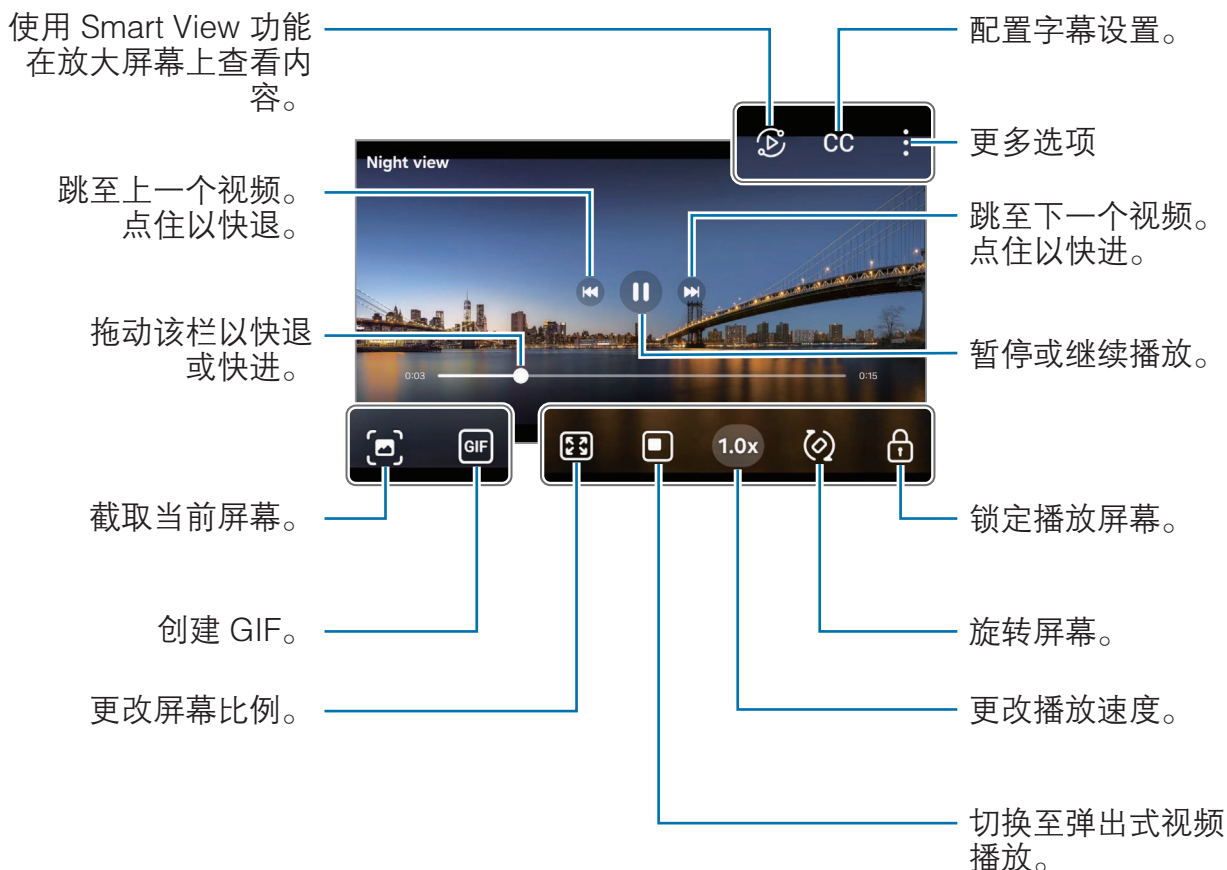 使用 Smart View 功能
在放大屏幕上查看内
容。
配置字幕设置。
CC
更多选项
Night view
跳至上一个视频。
点住以快退。
跳至下一个视频。
点住以快进。
拖动该栏以快退
或快进。
暂停或继续播放。
0:03
0:15
GIF
1.0x
截取当前屏幕。
锁定播放屏幕。
创建 GIF。
旋转屏幕。
更改屏幕比例。
更改播放速度。
切换至弹出式视频
播放。